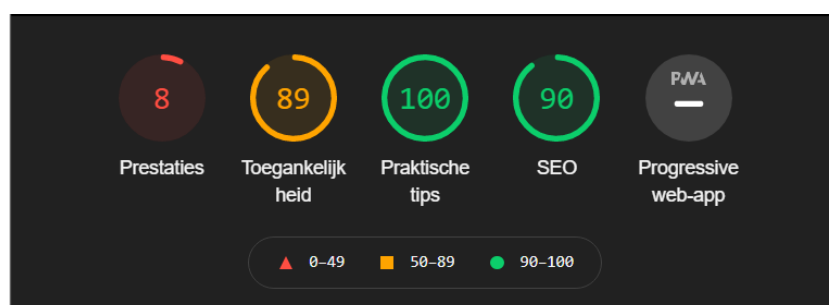 8 89 100 90 PWA
Prestaties Toegankelijk Praktische SEO Progressive
heid tips web-app
0–49 50–89 90–100